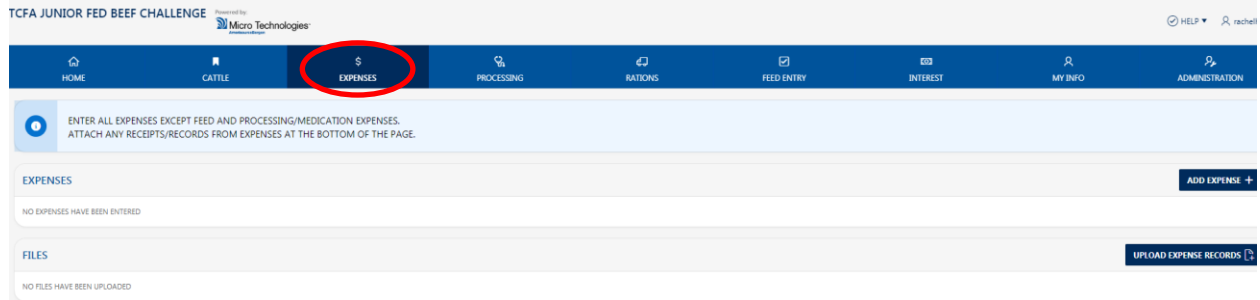 TCFA JUNIOR FED BEEF CHALLENGE
Powered by:
Micro Technologies
HELP ▼ rachell
HOME CATTLE $ EXPENSES PROCESSING RATIONS FEED ENTRY INTEREST MY INFO ADMINISTRATION
ENTER ALL EXPENSES EXCEPT FEED AND PROCESSING/MEDICATION EXPENSES.
ATTACH ANY RECEIPTS/RECORDS FROM EXPENSES AT THE BOTTOM OF THE PAGE.
EXPENSES ADD EXPENSE +
NO EXPENSES HAVE BEEN ENTERED
FILES UPLOAD EXPENSE RECORDS
NO FILES HAVE BEEN UPLOADED